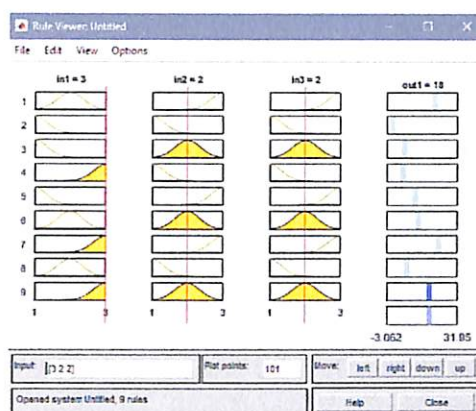 Rule Viewer: Untitled
File Edit View Options
in1 = 3 in2 = 2 in3 = 2 out1 = 18
1
2
3
4
5
6
7
8
9
1 3 1 3 1 3
-3.062 31.85
Input: [3 2 2] Plot points: 101 Move: left right down up
Opened system Untitled, 9 rules Help Close